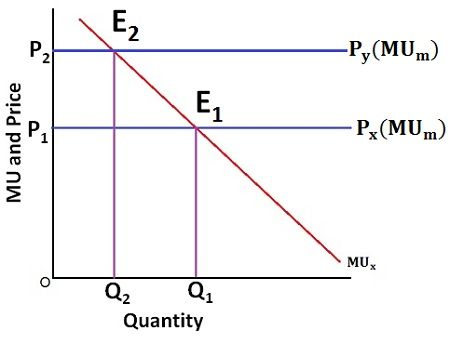 E2
P2
Py(MUm)
E1
P1
Px(MUm)
MU and Price
MUx
O
Q2
Q1
Quantity